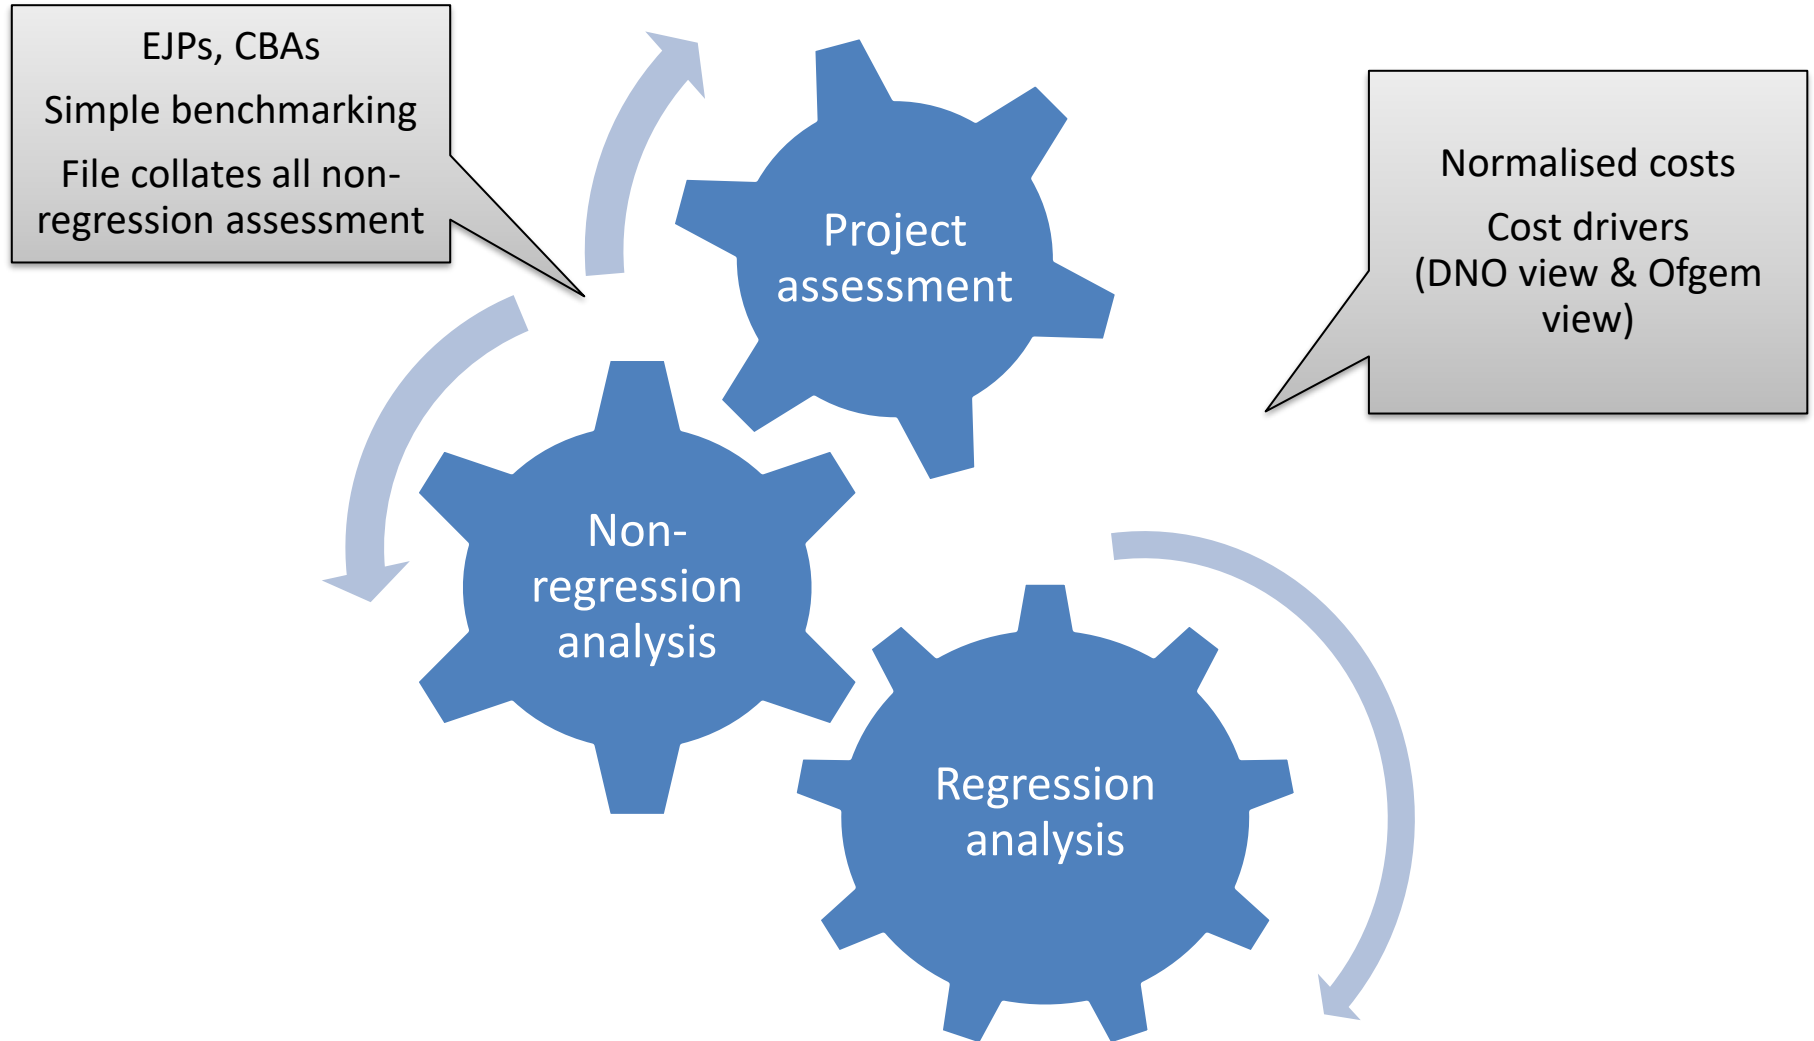 EJPs, CBAs
Simple benchmarking
File collates all non-
regression assessment
Project
assessment
Normalised costs
Cost drivers
(DNO view & Ofgem
view)
Non-
regression
analysis
Regression
analysis